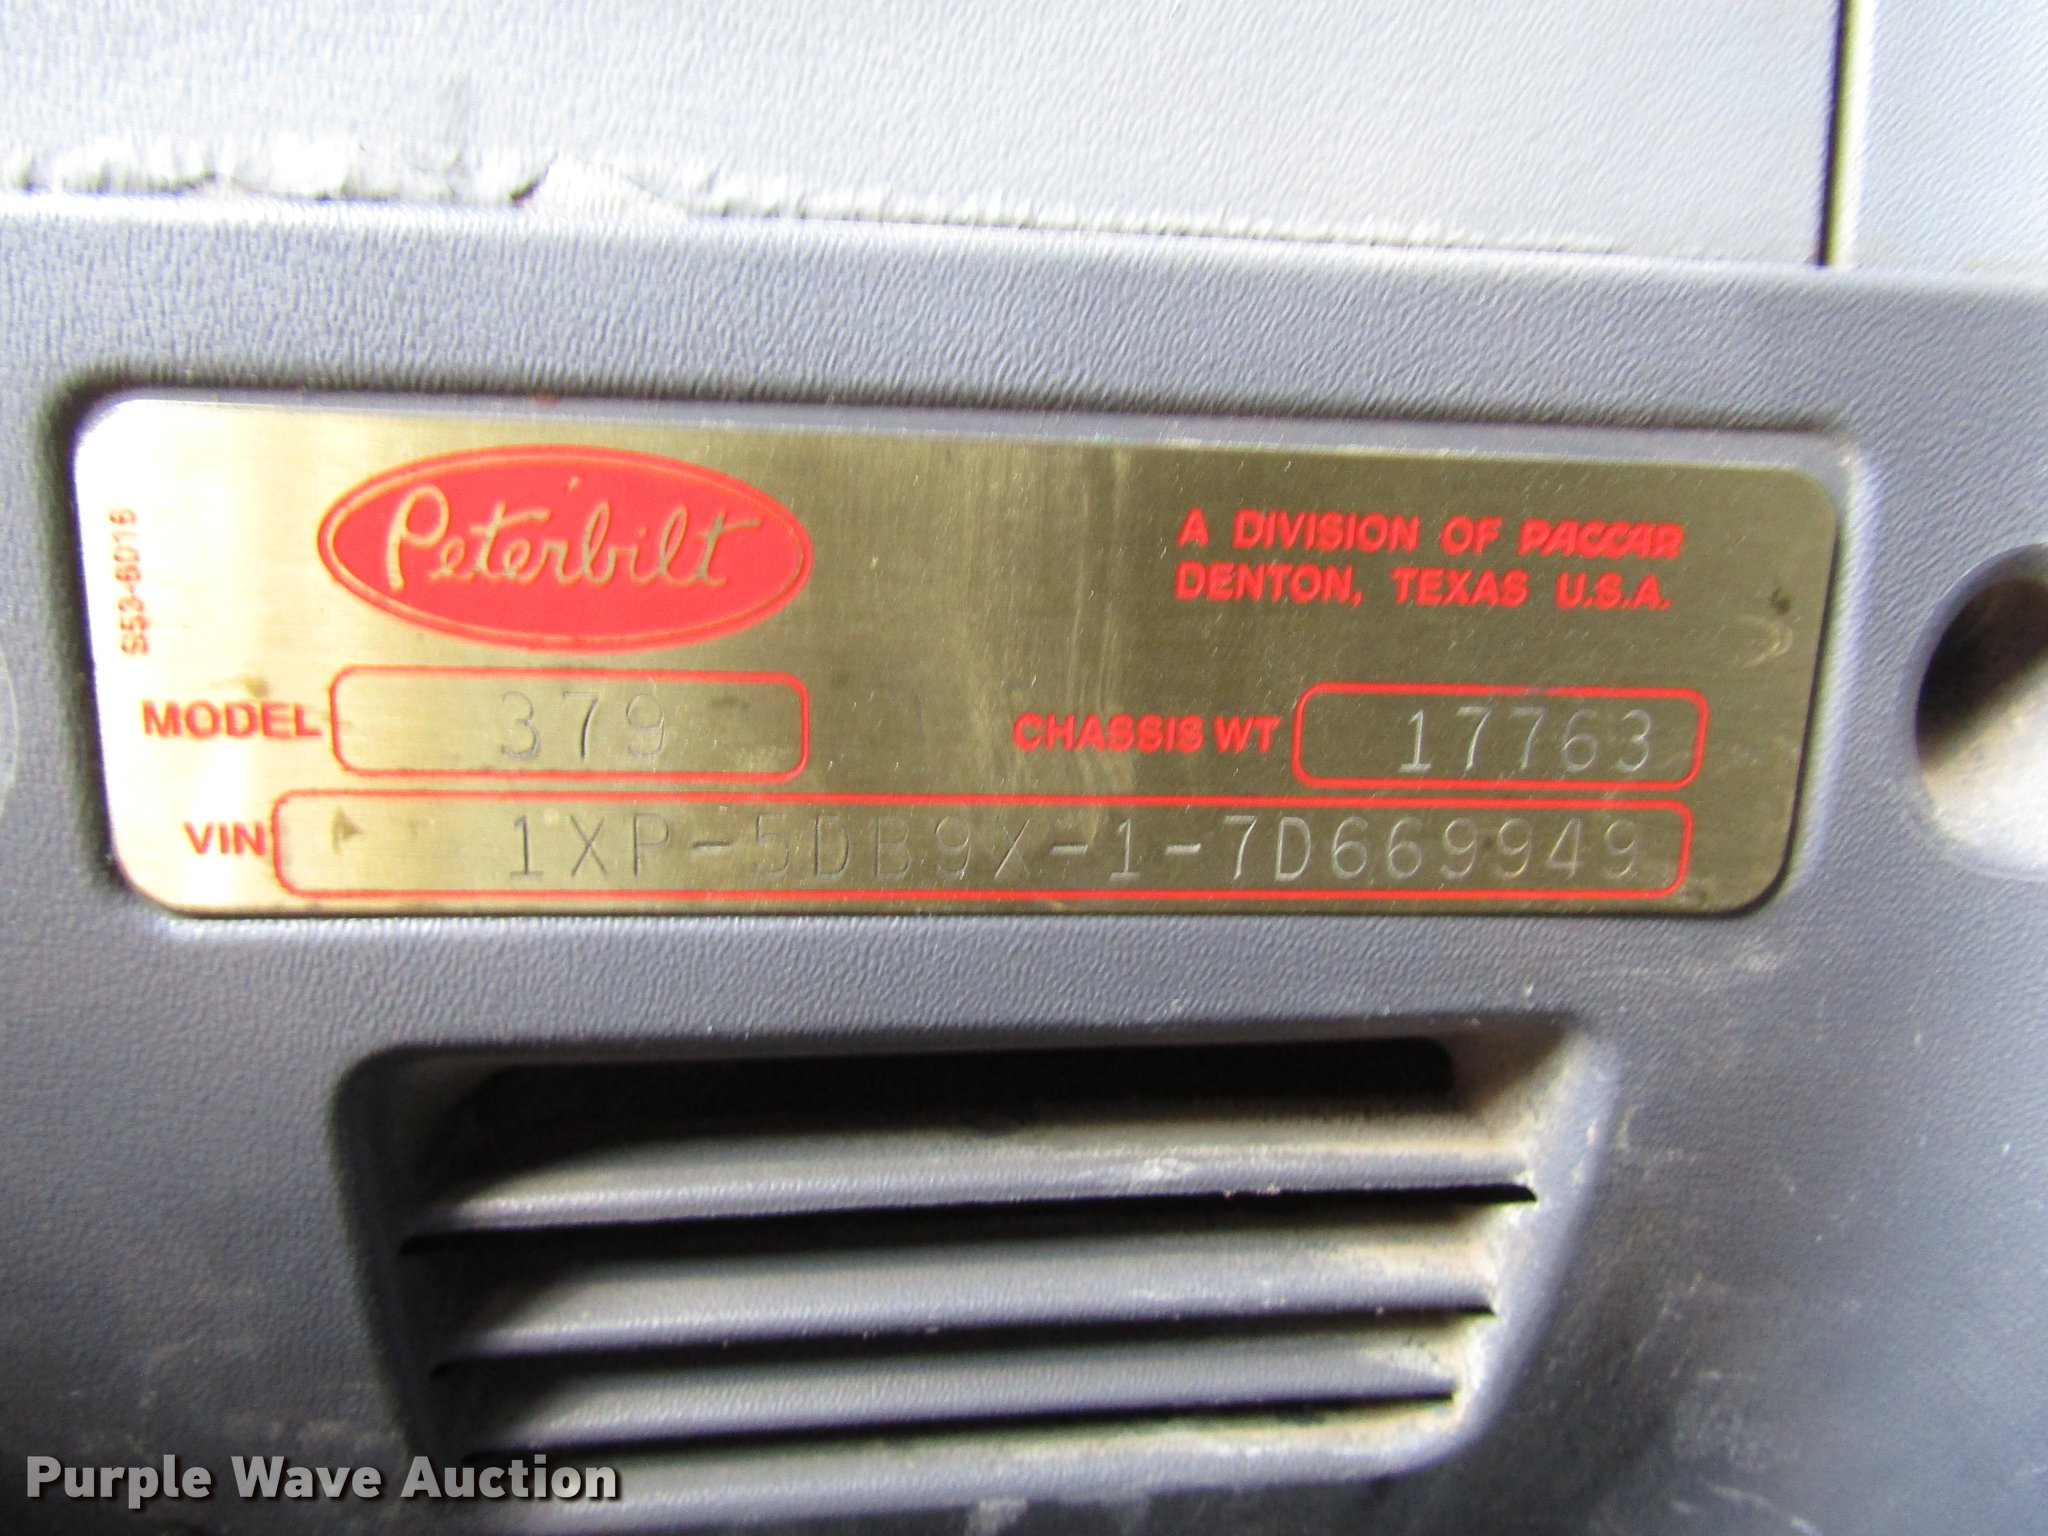 S53-6016
Peterbilt
A DIVISION OF PACCAR
DENTON, TEXAS U.S.A.
MODEL 379
CHASSIS WT 17763
VIN 1XP-5DB9X-1-7D669949
Purple Wave Auction